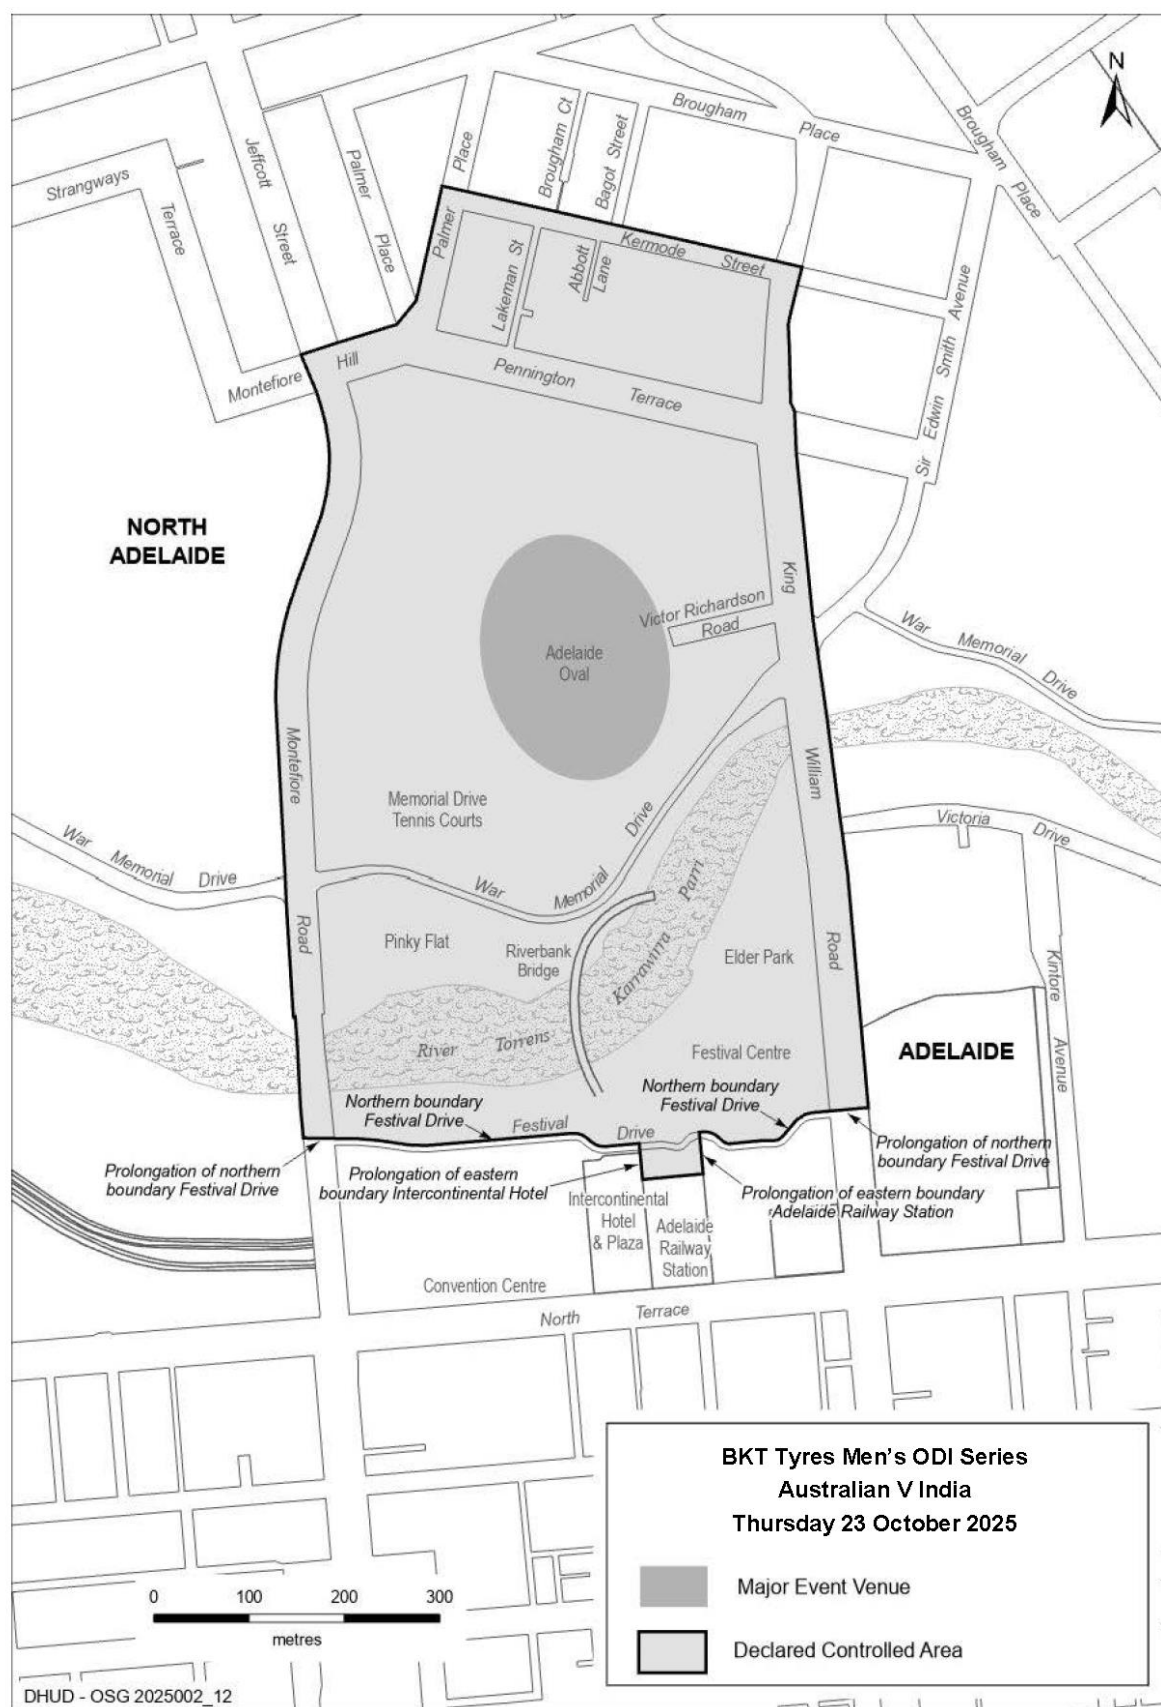 N
Brougham
Place
Brougham
Place
Brougham Ct
Bagot Street
Place
Jeffcott
Street
Palmer
Place
Strangways
Terrace
Palmer
Kermode
Street
Lakeman St
Abbott
Lane
Sir Edwin Smith Avenue
Montefiore
Hill
Pennington
Terrace
NORTH
ADELAIDE
King
Victor Richardson
Road
War Memorial Drive
Adelaide
Oval
Montefiore
William
Memorial Drive
Tennis Courts
Victoria Drive
War Memorial Drive
War Memorial Drive
Karrawirra Parri
Pinky Flat
Riverbank
Bridge
Elder Park
Road
Road
Kintore
Avenue
River Torrens
Festival Centre
ADELAIDE
Northern boundary
Festival Drive
Northern boundary
Festival Drive
Festival Drive
Prolongation of northern
boundary Festival Drive
Prolongation of eastern
boundary Intercontinental Hotel
Prolongation of northern
boundary Festival Drive
Prolongation of eastern boundary
Adelaide Railway Station
Intercontinental
Hotel
& Plaza
Adelaide
Railway
Station
Convention Centre
North Terrace
BKT Tyres Men's ODI Series
Australian V India
Thursday 23 October 2025
Major Event Venue
Declared Controlled Area
0 100 200 300
metres
DHUD - OSG 2025002_12